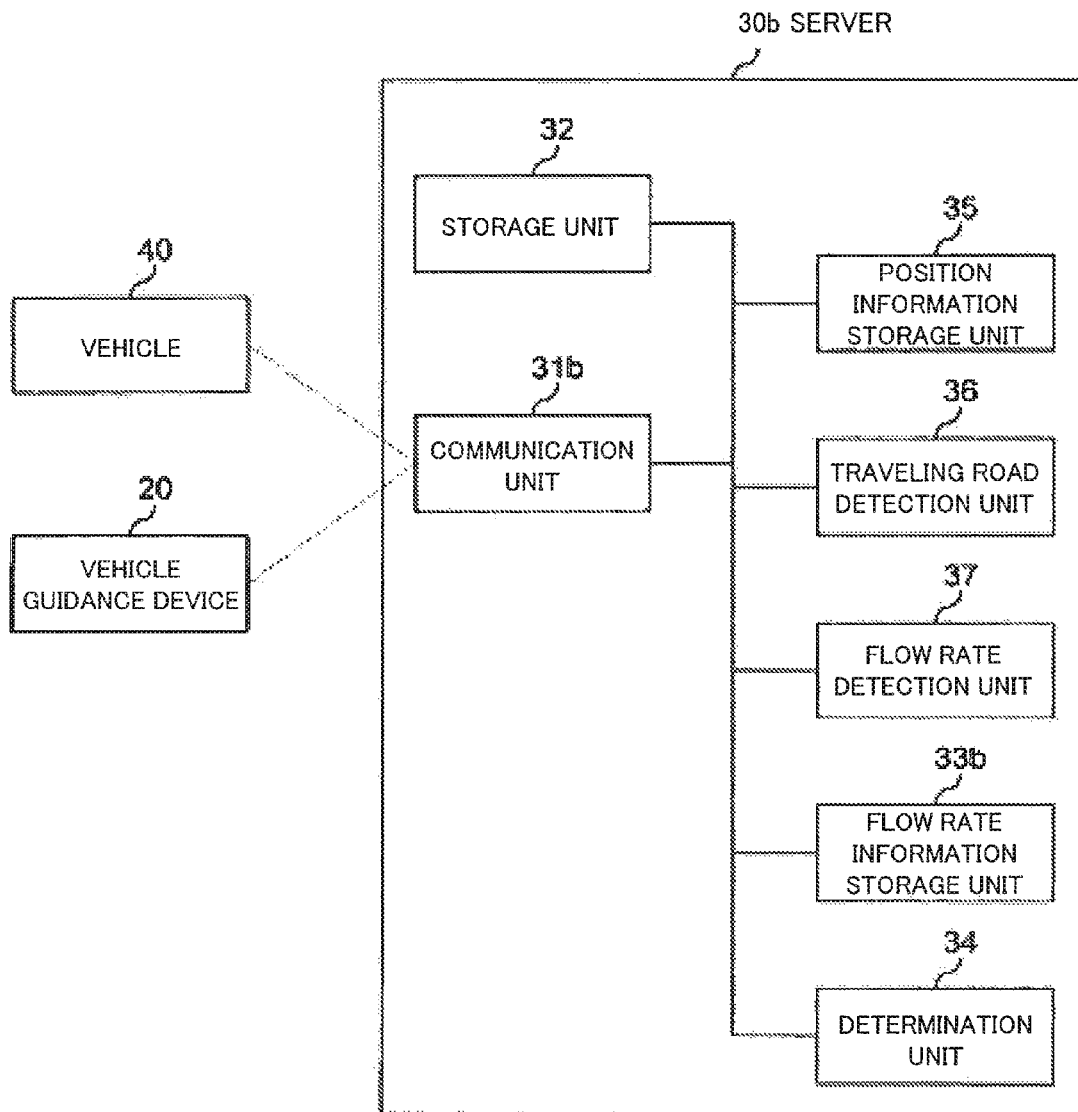 30b SERVER
32
STORAGE UNIT
35
POSITION
INFORMATION
STORAGE UNIT
40
VEHICLE
31b
COMMUNICATION
UNIT
36
TRAVELING ROAD
DETECTION UNIT
20
VEHICLE
GUIDANCE DEVICE
37
FLOW RATE
DETECTION UNIT
33b
FLOW RATE
INFORMATION
STORAGE UNIT
34
DETERMINATION
UNIT